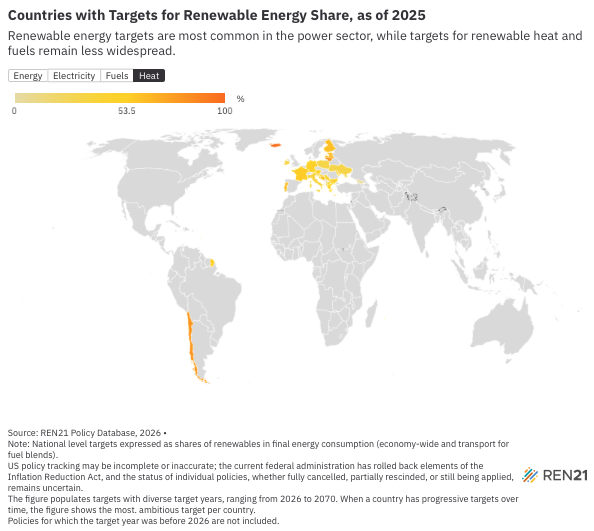 Countries with Targets for Renewable Energy Share, as of 2025
Renewable energy targets are most common in the power sector, while targets for renewable heat and
fuels remain less widespread.
Energy Electricity Fuels Heat
%
0 53.5 100
Source: REN21 Policy Database, 2026 •
Note: National level targets expressed as shares of renewables in final energy consumption (economy-wide and transport for
fuel blends).
US policy tracking may be incomplete or inaccurate; the current federal administration has rolled back elements of the
Inflation Reduction Act, and the status of individual policies, whether fully cancelled, partially rescinded, or still being applied,
remains uncertain.
The figure populates targets with diverse target years, ranging from 2026 to 2070. When a country has progressive targets over
time, the figure shows the most. ambitious target per country.
Policies for which the target year was before 2026 are not included.
REN21